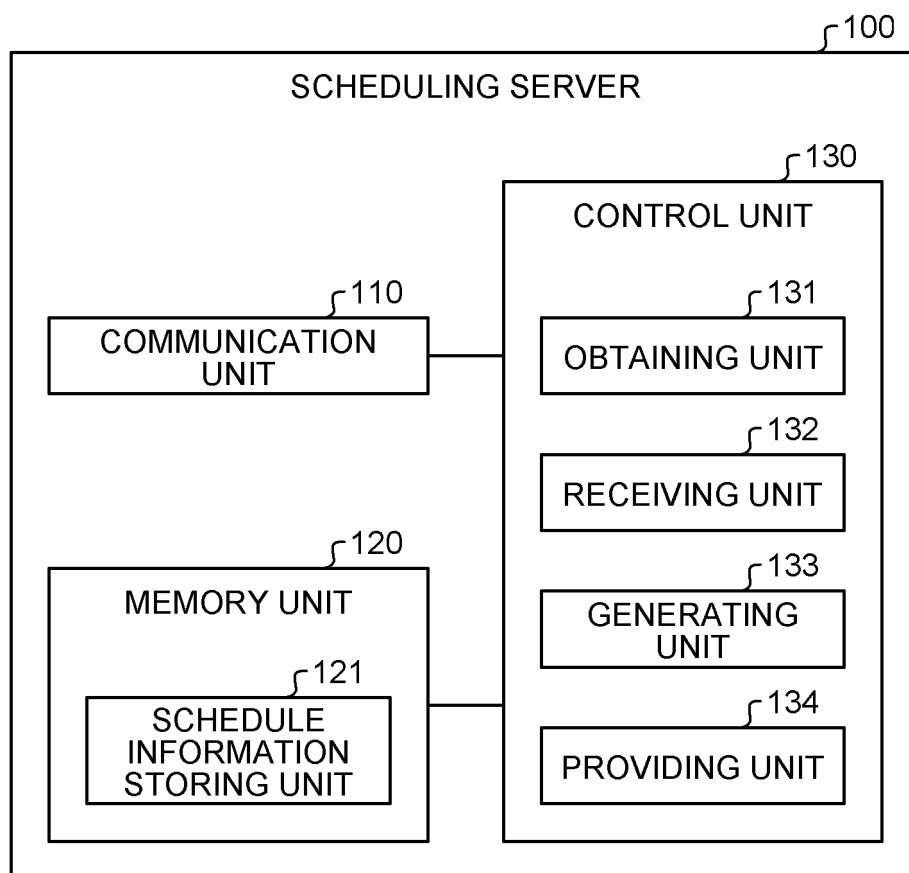 100
SCHEDULING SERVER
130
CONTROL UNIT
110
COMMUNICATION
UNIT
131
OBTAINING UNIT
132
RECEIVING UNIT
120
MEMORY UNIT
121
SCHEDULE
INFORMATION
STORING UNIT
133
GENERATING
UNIT
134
PROVIDING UNIT